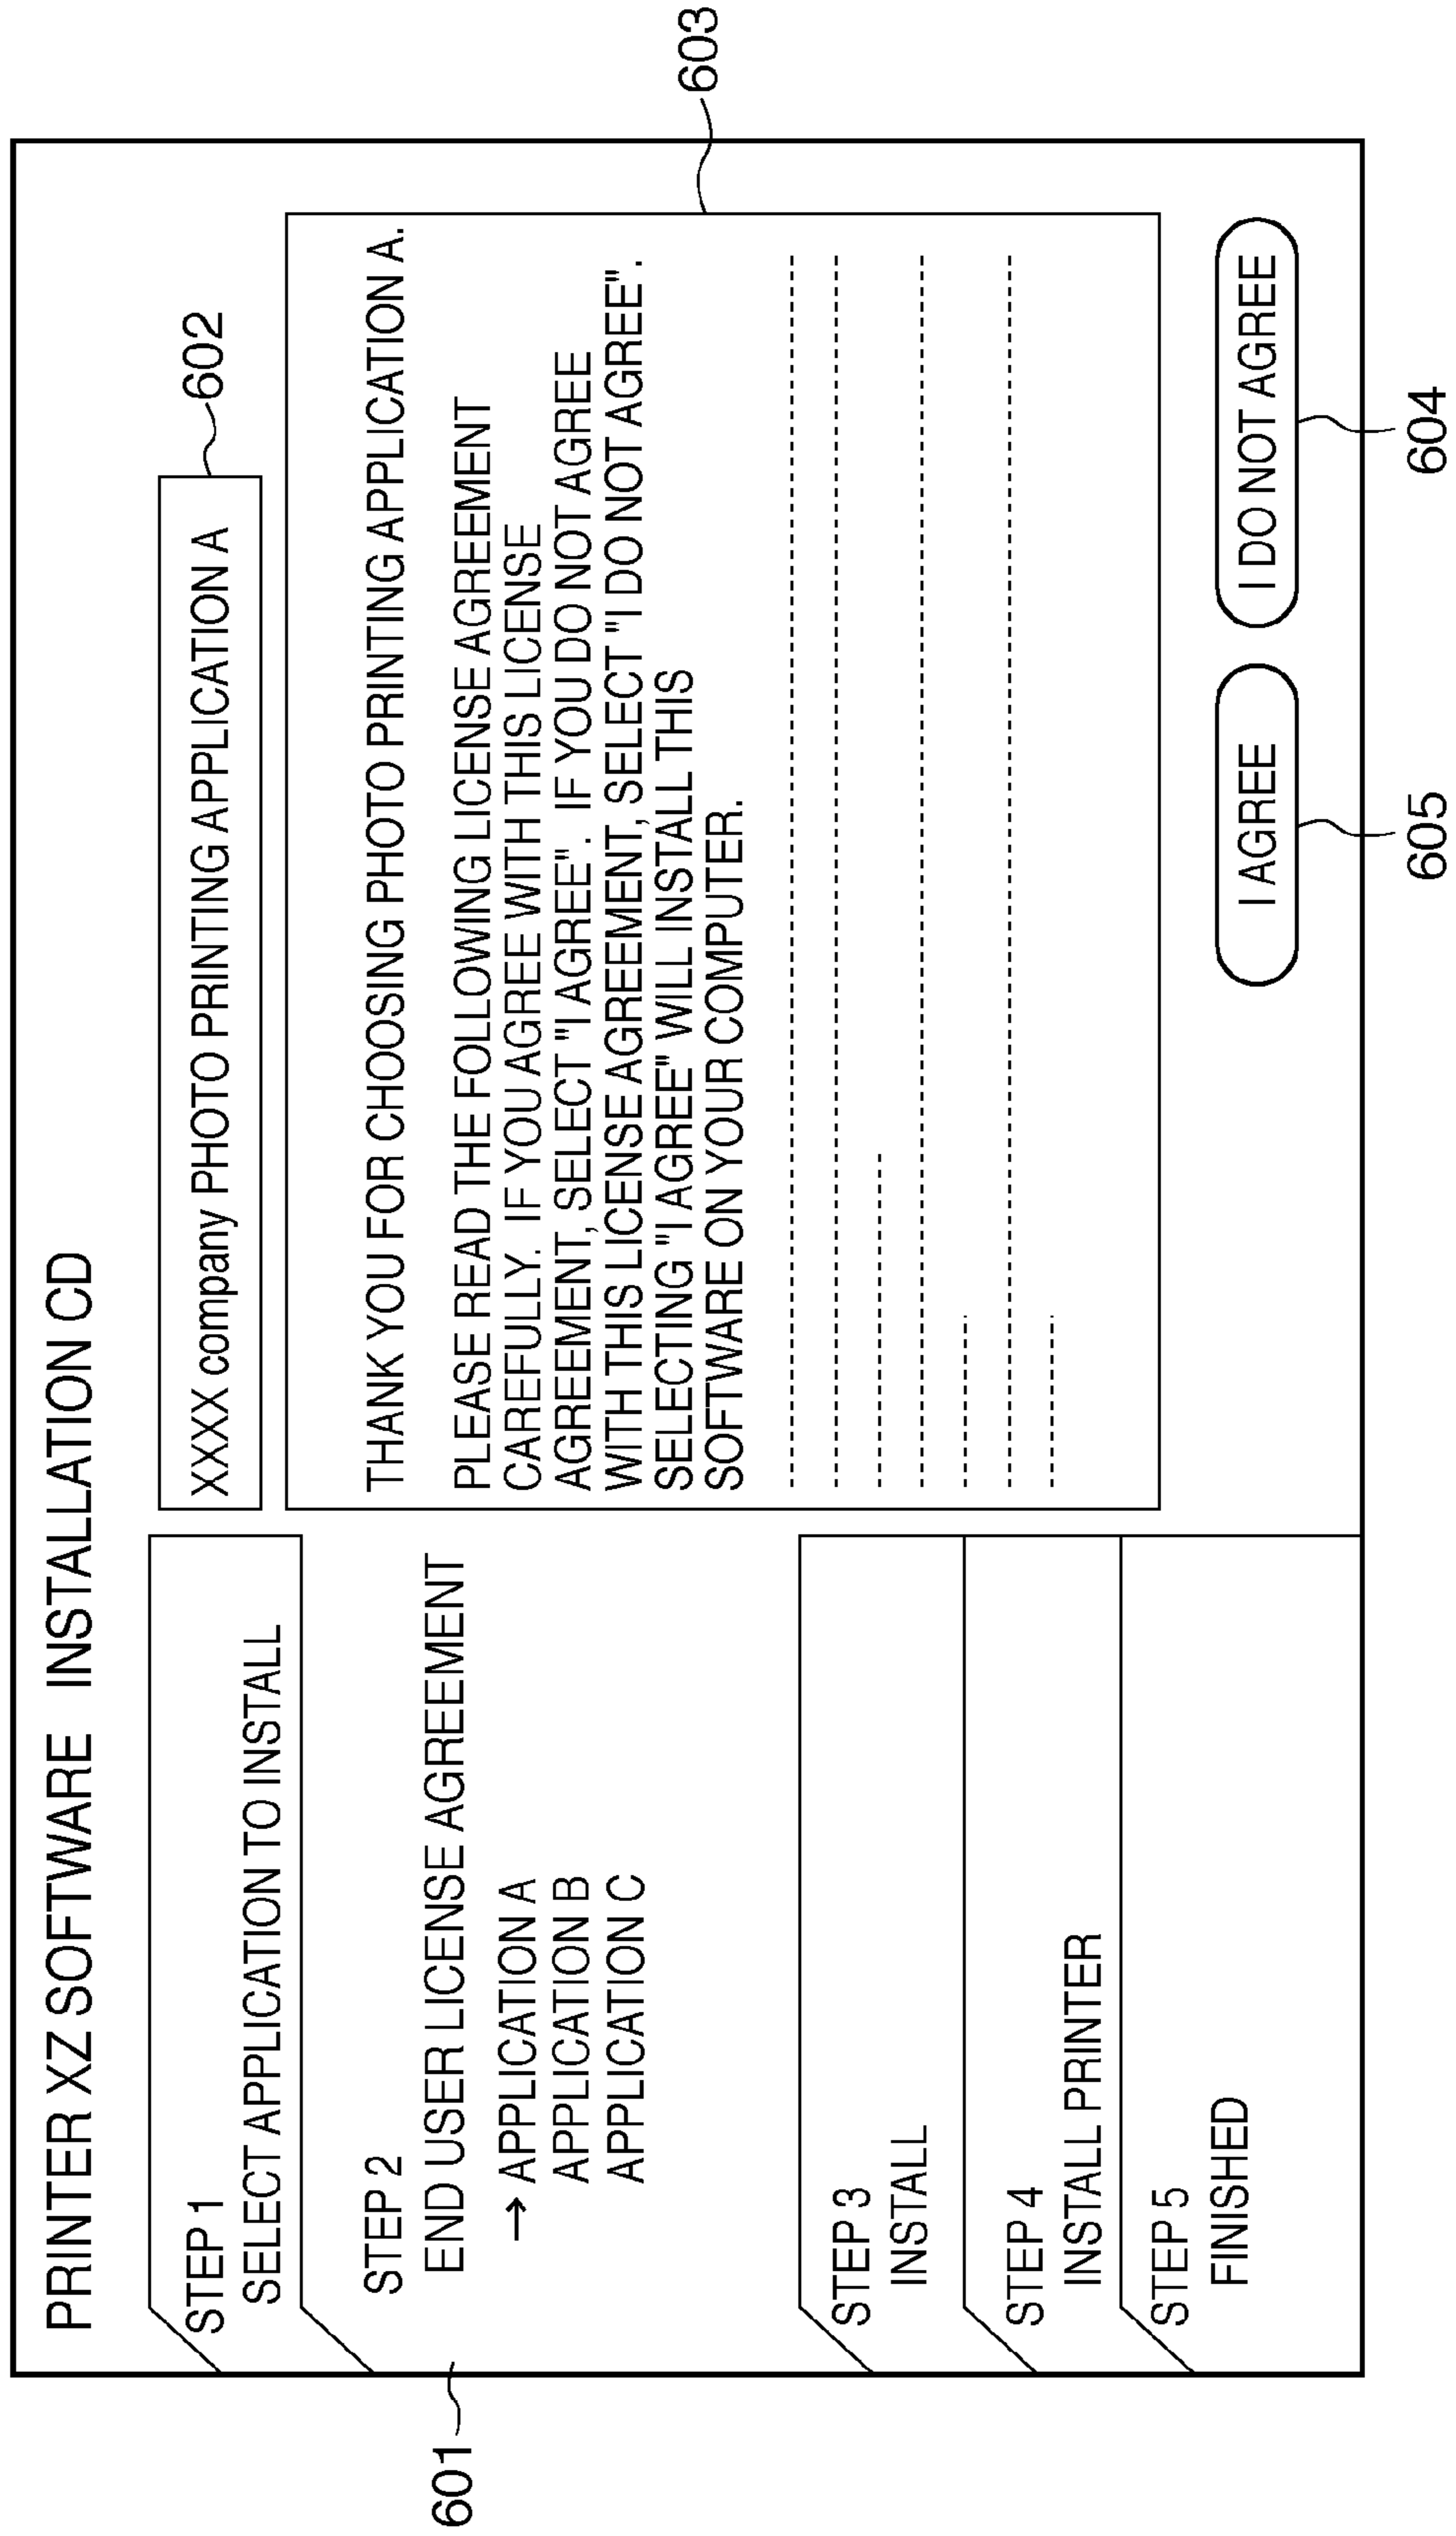 PRINTER XZ SOFTWARE INSTALLATION CD
STEP 1
SELECT APPLICATION TO INSTALL
601
STEP 2
END USER LICENSE AGREEMENT
→ APPLICATION A
APPLICATION B
APPLICATION C
STEP 3
INSTALL
STEP 4
INSTALL PRINTER
STEP 5
FINISHED
XXXX company PHOTO PRINTING APPLICATION A
602
THANK YOU FOR CHOOSING PHOTO PRINTING APPLICATION A.
PLEASE READ THE FOLLOWING LICENSE AGREEMENT
CAREFULLY. IF YOU AGREE WITH THIS LICENSE
AGREEMENT, SELECT "I AGREE". IF YOU DO NOT AGREE
WITH THIS LICENSE AGREEMENT, SELECT "I DO NOT AGREE".
SELECTING "I AGREE" WILL INSTALL THIS
SOFTWARE ON YOUR COMPUTER.
603
I AGREE
I DO NOT AGREE
605
604